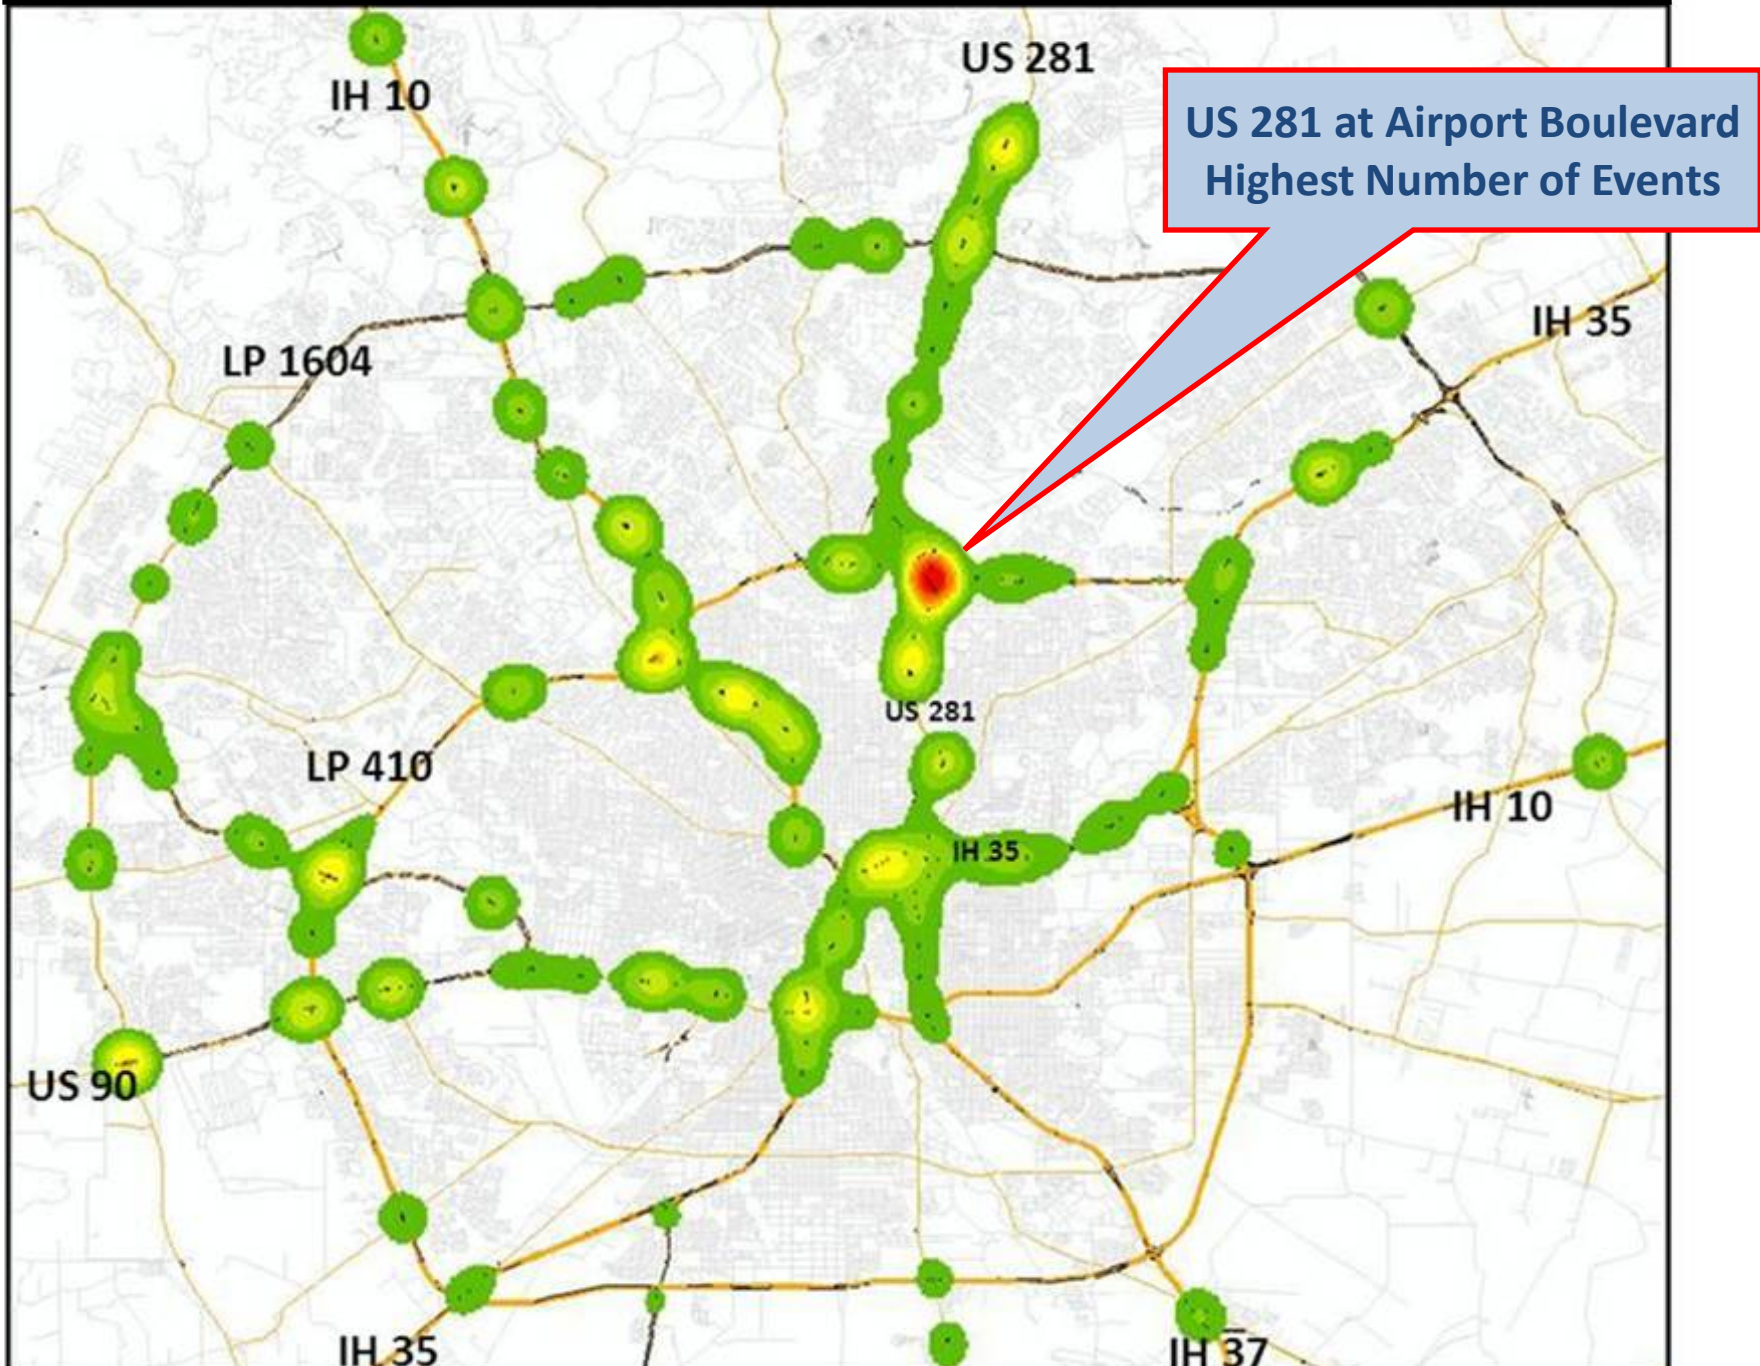 US 281
IH 10
US 281 at Airport Boulevard
Highest Number of Events
IH 35
LP 1604
US 281
LP 410
IH 10
IH 35
US 90
IH 35
IH 37